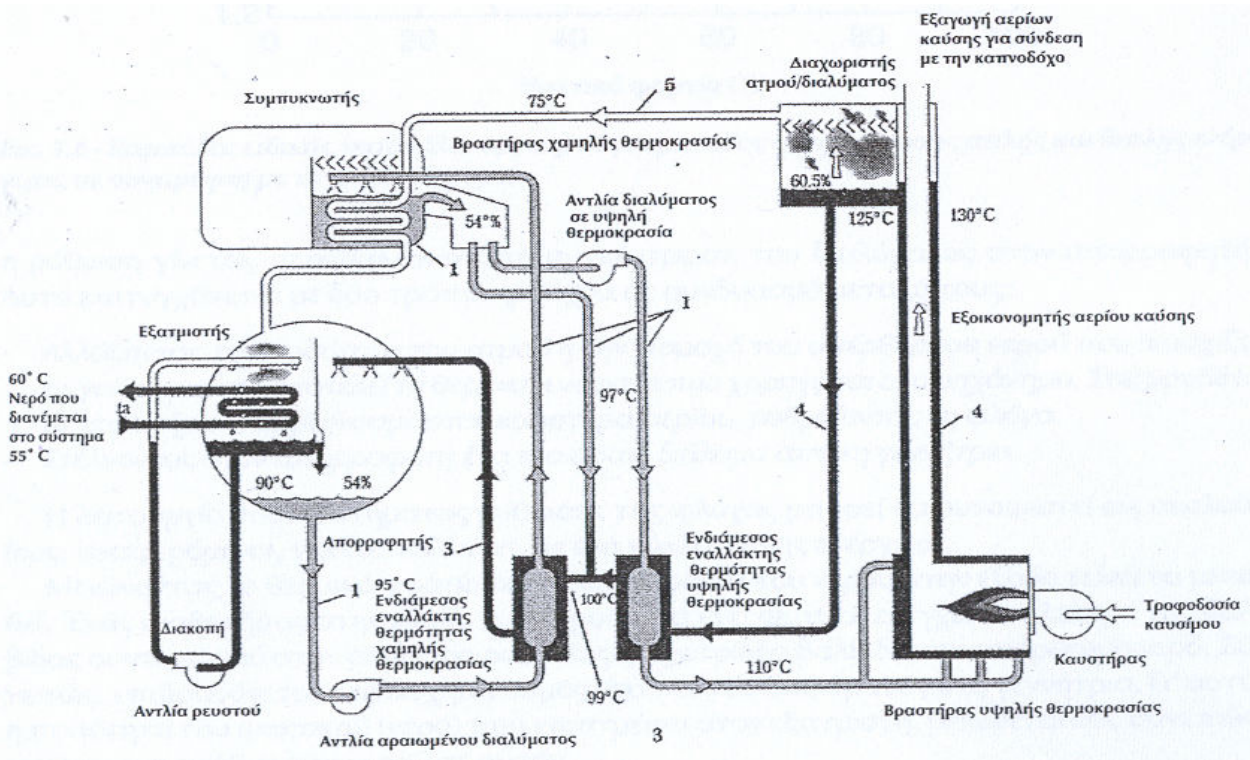 Εξαγωγή αερίων
καύσης για σύνδεση
με την καπνοδόχο
Διαχωριστής
ατμού/διαλύματος
Συμπυκνωτής
75°C
5
Βραστήρας χαμηλής θερμοκρασίας
60.5%
125°C
130°C
Αντλία διαλύματος
σε υψηλή
θερμοκρασία
54°%
1
1
Εξατμιστής
Εξοικονομητής αερίου καύσης
60°C
Νερό που
διανέμεται
στο σύστημα
55°C
97°C
4
4
90°C
54%
Απορροφητής
3
3
1
95°C
Ενδιάμεσος
εναλάκτης
θερμότητας
χαμηλής
θερμοκρασίας
100°C
Ενδιάμεσος
εναλλάκτης
θερμότητας
υψηλής
θερμοκρασίας
Τροφοδοσία
καυσίμου
Διακοπή
Καυστήρας
110°C
99°C
Αντλία ψυκτικού
Βραστήρας υψηλής θερμοκρασίας
Αντλία αραιωμένου διαλύματος
3